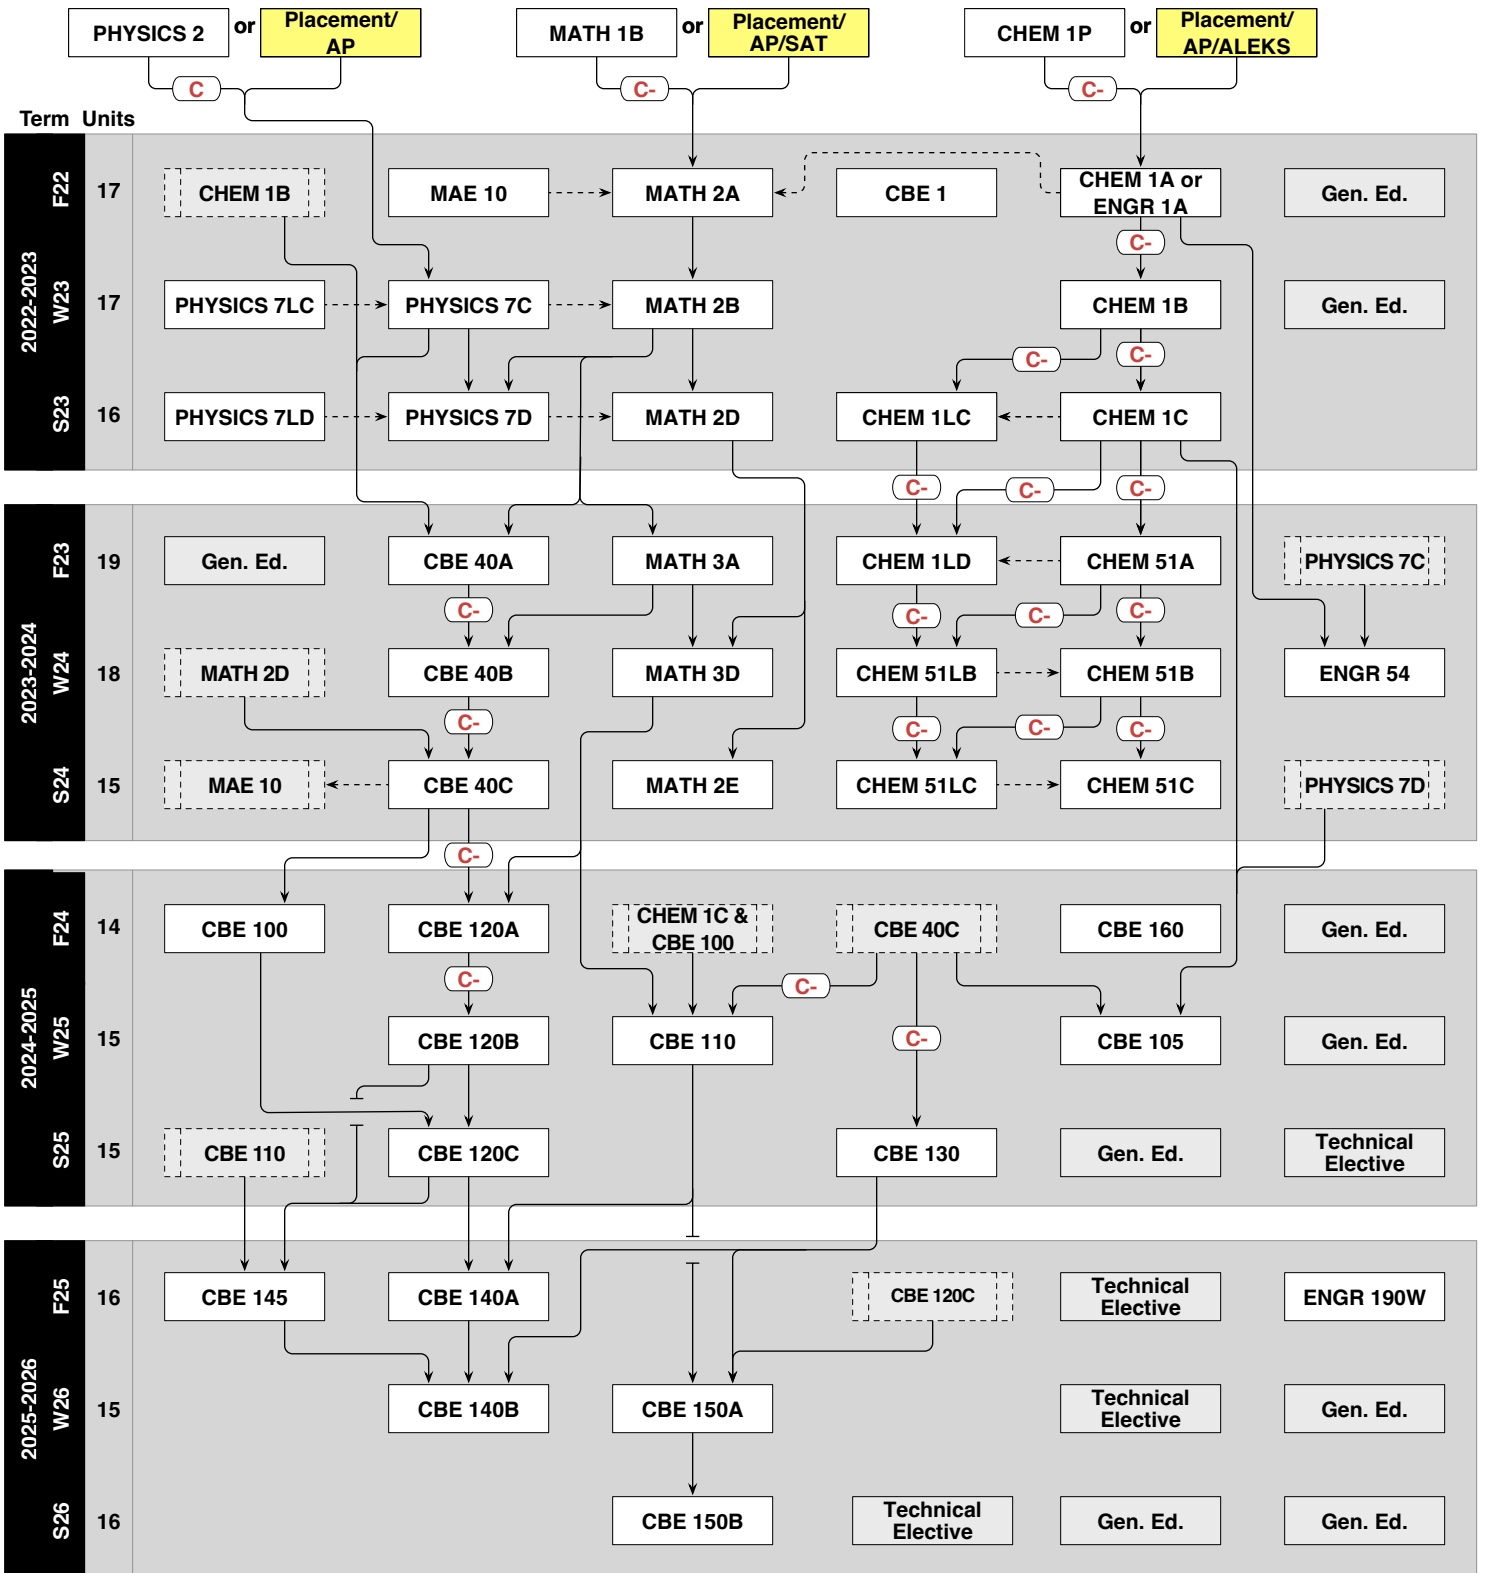 PHYSICS 2
or
Placement/
AP
MATH 1B
or
Placement/
AP/SAT
CHEM 1P
or
Placement/
AP/ALEKS
C
C-
C-
Term Units
2022-2023
F22
17
CHEM 1B
MAE 10
MATH 2A
CBE 1
CHEM 1A or
ENGR 1A
Gen. Ed.
C-
W23
17
PHYSICS 7LC
PHYSICS 7C
MATH 2B
CHEM 1B
Gen. Ed.
C-
C-
S23
16
PHYSICS 7LD
PHYSICS 7D
MATH 2D
CHEM 1LC
CHEM 1C
C-
C-
C-
2023-2024
F23
19
Gen. Ed.
CBE 40A
MATH 3A
CHEM 1LD
CHEM 51A
PHYSICS 7C
C-
C-
C-
C-
W24
18
MATH 2D
CBE 40B
MATH 3D
CHEM 51LB
CHEM 51B
ENGR 54
C-
C-
C-
C-
S24
15
MAE 10
CBE 40C
MATH 2E
CHEM 51LC
CHEM 51C
PHYSICS 7D
C-
2024-2025
F24
14
CBE 100
CBE 120A
CHEM 1C &
CBE 100
CBE 40C
CBE 160
Gen. Ed.
C-
C-
W25
15
CBE 120B
CBE 110
C-
CBE 105
Gen. Ed.
S25
15
CBE 110
CBE 120C
CBE 130
Gen. Ed.
Technical
Elective
2025-2026
F25
16
CBE 145
CBE 140A
CBE 120C
Technical
Elective
ENGR 190W
W26
15
CBE 140B
CBE 150A
Technical
Elective
Gen. Ed.
S26
16
CBE 150B
Technical
Elective
Gen. Ed.
Gen. Ed.